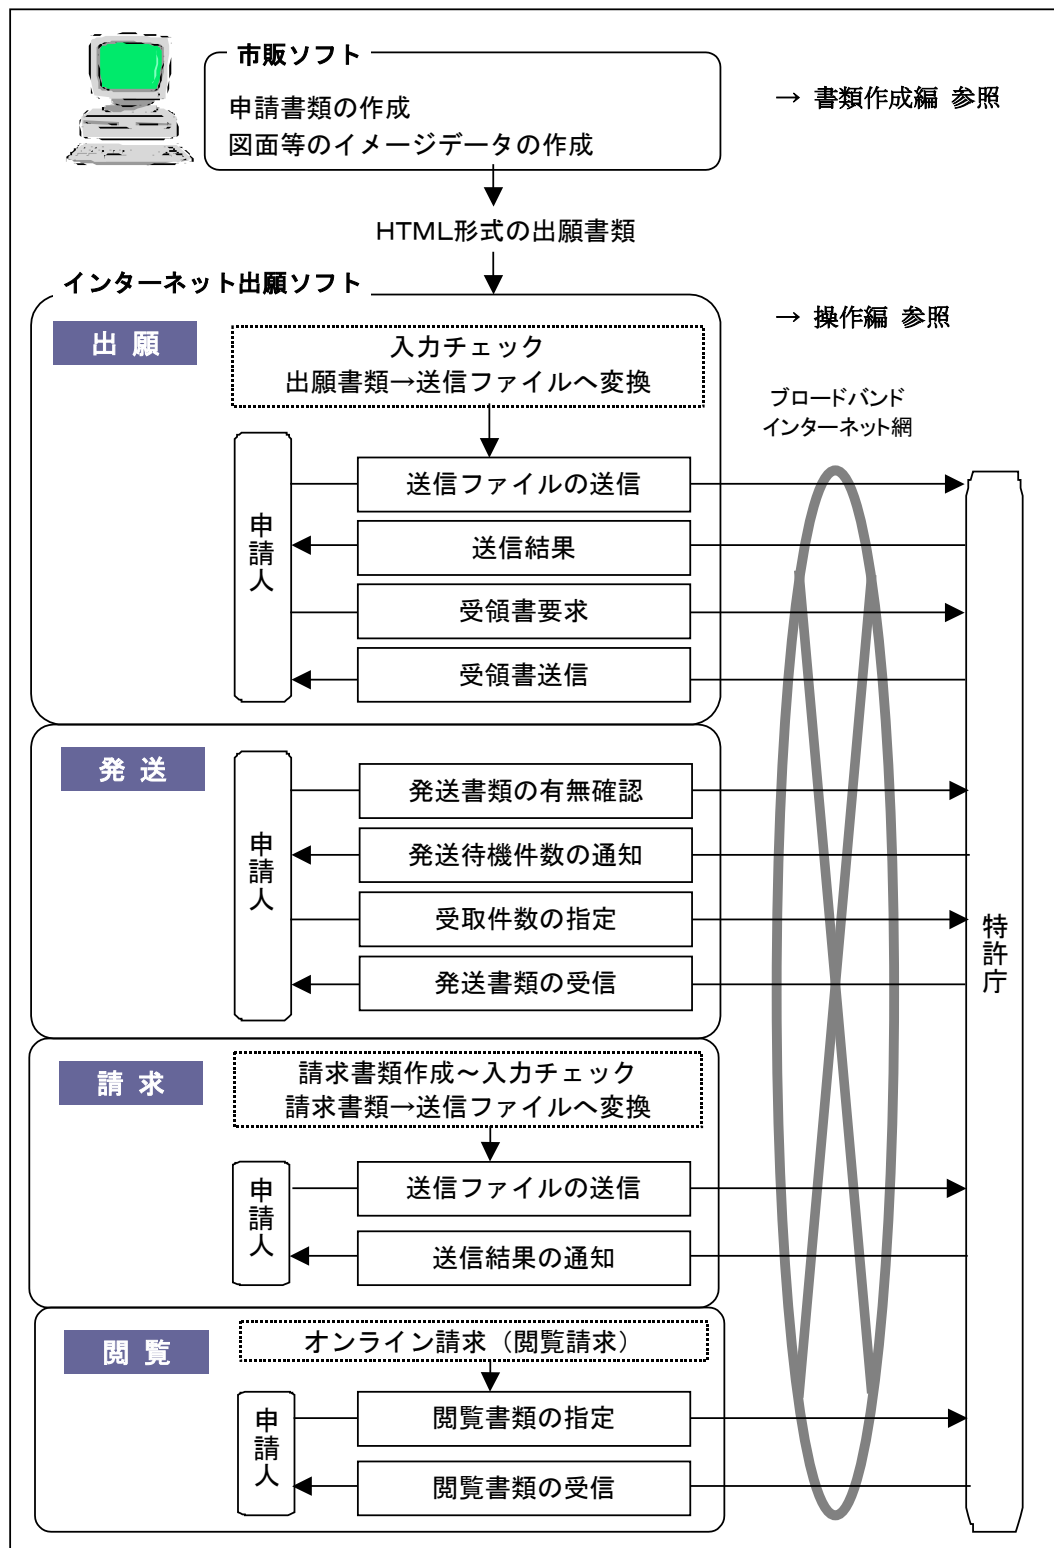 市販ソフト
申請書類の作成
図面等のイメージデータの作成
→ 書類作成編 参照
HTML形式の出願書類
インターネット出願ソフト
→ 操作編 参照
出 願
入力チェック
出願書類→送信ファイルへ変換
ブロードバンド
インターネット網
申請人
送信ファイルの送信
送信結果
受領書要求
受領書送信
発 送
申請人
発送書類の有無確認
発送待機件数の通知
受取件数の指定
発送書類の受信
特許庁
請 求
請求書類作成～入力チェック
請求書類→送信ファイルへ変換
申請人
送信ファイルの送信
送信結果の通知
閲 覧
オンライン請求（閲覧請求）
申請人
閲覧書類の指定
閲覧書類の受信